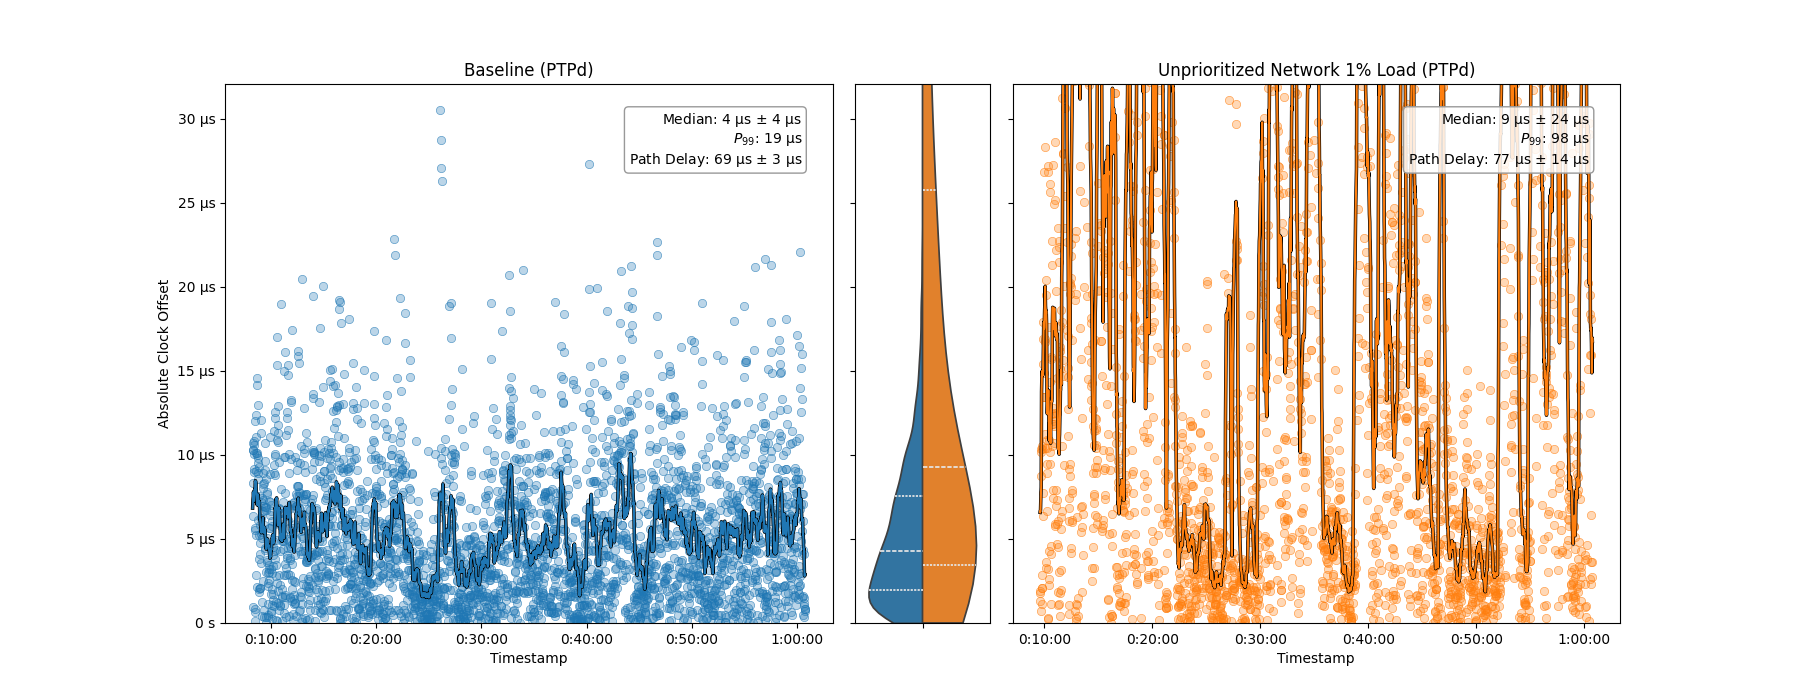 Baseline (PTPd)
Absolute Clock Offset
30 µs
25 µs
20 µs
15 µs
10 µs
5 µs
0 s
Median: 4 µs ± 4 µs
P99: 19 µs
Path Delay: 69 µs ± 3 µs
0:10:00
0:20:00
0:30:00
0:40:00
0:50:00
1:00:00
Timestamp
Unprioritized Network 1% Load (PTPd)
Median: 9 µs ± 24 µs
P99: 98 µs
Path Delay: 77 µs ± 14 µs
0:10:00
0:20:00
0:30:00
0:40:00
0:50:00
1:00:00
Timestamp